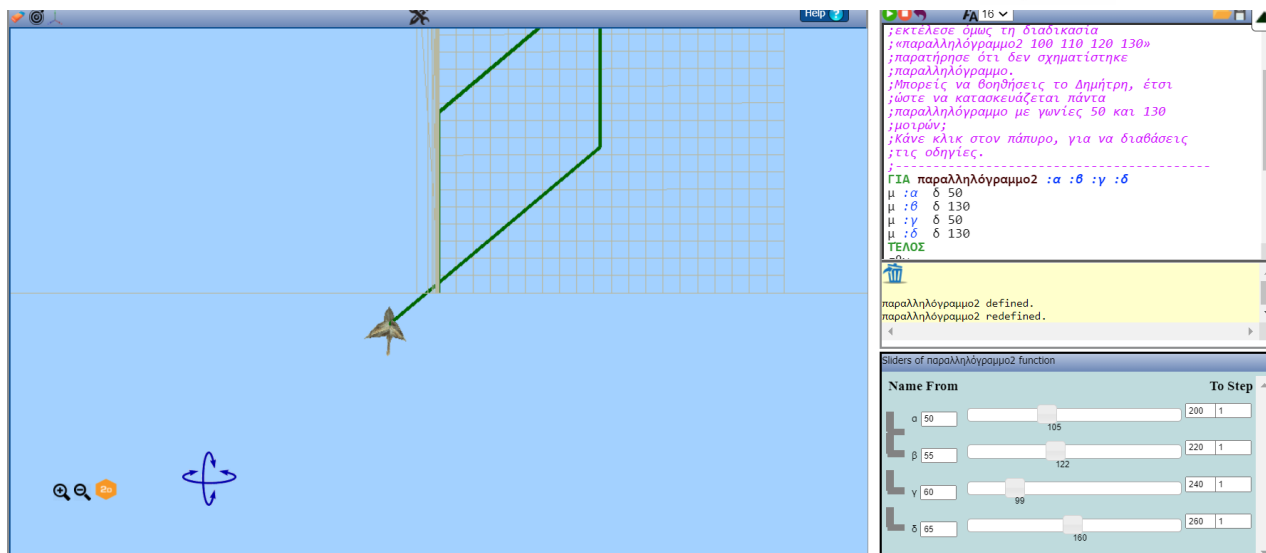 Help ?
16
;εκτέλεσε όμως τη διαδικασία
;«παραλληλόγραμμο2 100 110 120 130»
;παρατήρησε ότι δεν σχηματίστηκε
;παραλληλόγραμμο.
;Μπορείς να βοηθήσεις το Δημήτρη, έτσι
;ώστε να κατασκευάζεται πάντα
;παραλληλόγραμμο με γωνίες 50 και 130
;μοιρών;
;Κάνε κλικ στον πάπυρο, για να διαβάσεις
;τις οδηγίες.
;-----------------------------------------
ΓΙΑ παραλληλόγραμμο2 :α :β :γ :δ
μ :α δ 50
μ :β δ 130
μ :γ δ 50
μ :δ δ 130
ΤΕΛΟΣ
παραλληλόγραμμο2 defined.
παραλληλόγραμμο2 redefined.
Sliders of παραλληλόγραμμο2 function
Name From To Step
α 50 105 200 1
β 55 122 220 1
γ 60 99 240 1
δ 65 160 260 1